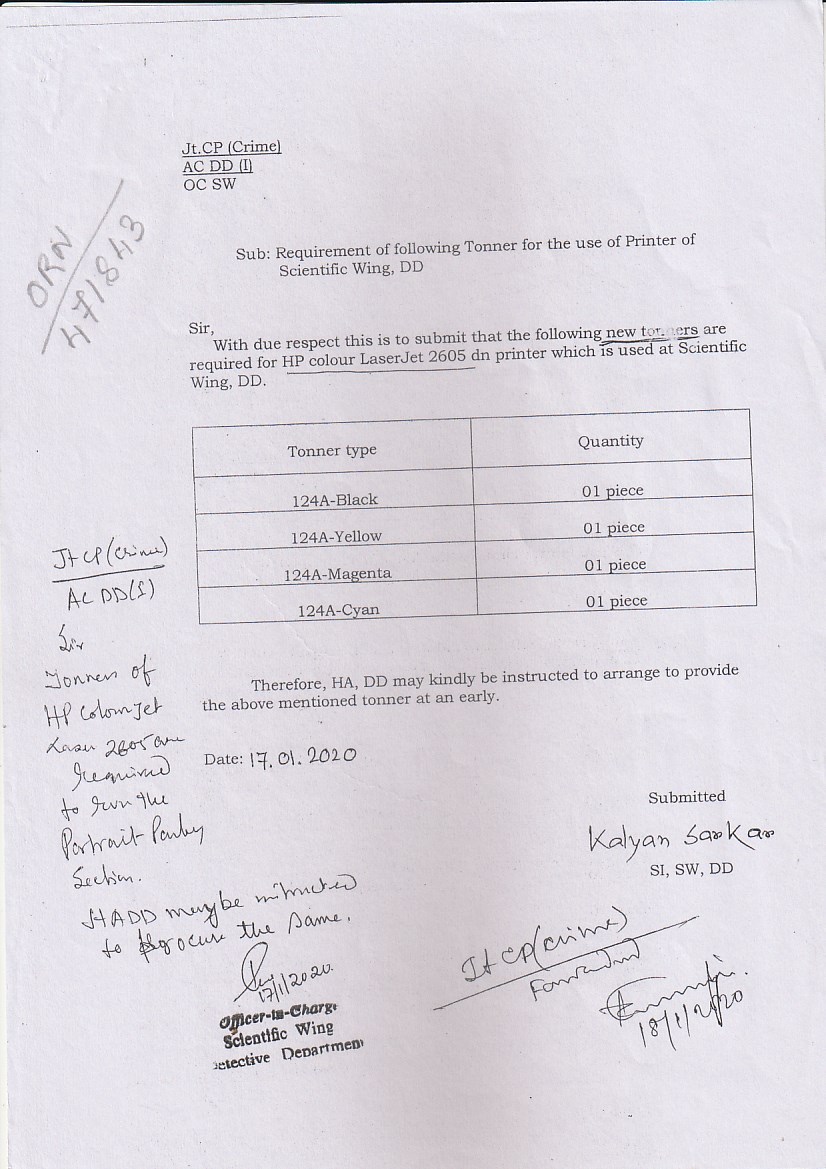 Jt.CP (Crime)
AC DD (I)
OC SW
ORN
471843
Sub: Requirement of following Tonner for the use of Printer of
Scientific Wing, DD
Sir,
With due respect this is to submit that the following new tonners are
required for HP colour LaserJet 2605 dn printer which is used at Scientific
Wing, DD.
Tonner type Quantity
124A-Black 01 piece
124A-Yellow 01 piece
124A-Magenta 01 piece
124A-Cyan 01 piece
Therefore, HA, DD may kindly be instructed to arrange to provide
the above mentioned tonner at an early.
Date: 17.01.2020
Submitted
Kalyan Sarkar
SI, SW, DD
Jt CP (Crime)
AC DD(I)
Sir
Tonners of
HP ColourJet
Laser 2605 are
required
to run the
Portrait
Section.
HADD may be instructed
to procure the same.
17/1/2020.
Officer-in-Charge
Scientific Wing
Detective Department
Jt CP (Crime)
Forwarded
18/1/2020